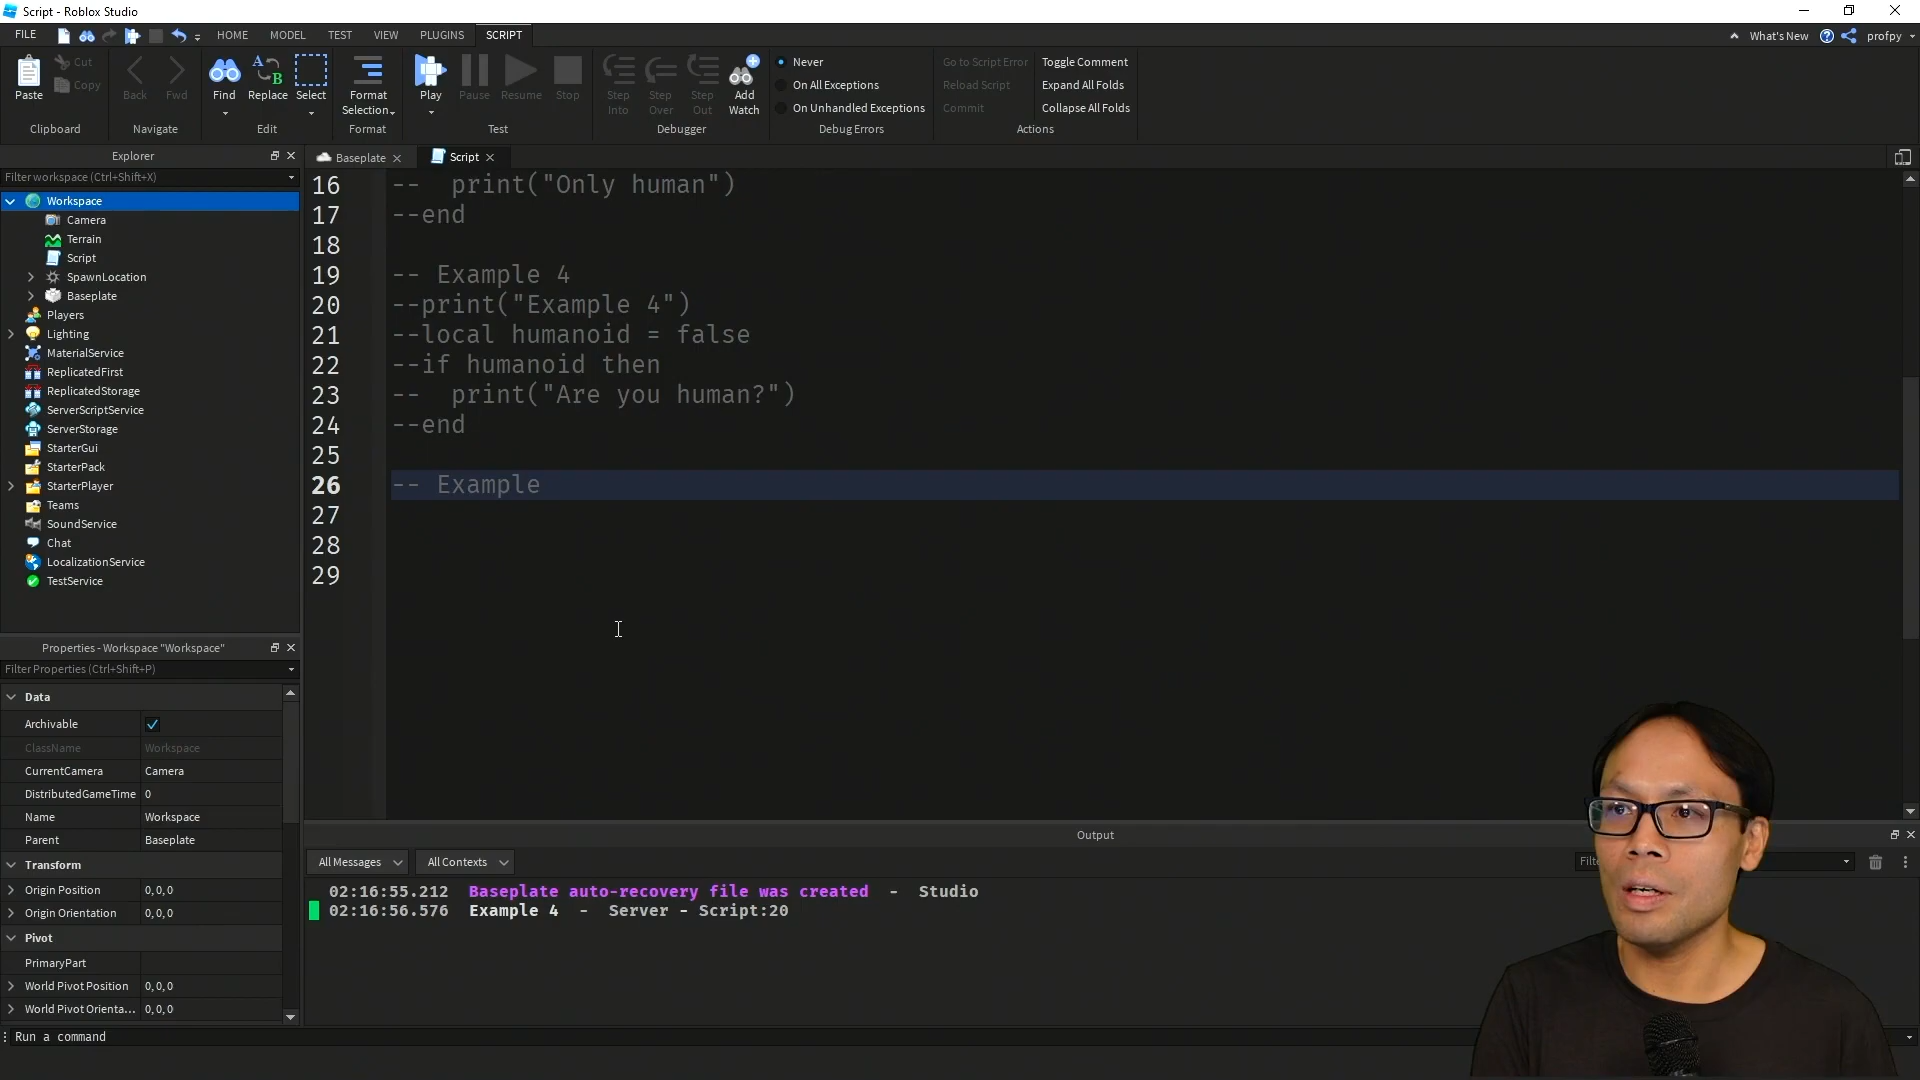 Script - Roblox Studio
FILE
HOME
MODEL
TEST
VIEW
PLUGINS
SCRIPT
What's New
profpy
Paste
Cut
Copy
Clipboard
Back
Fwd
Navigate
Find
Replace
Select
Edit
Format
Selection
Format
Play
Pause
Resume
Stop
Test
Step
Into
Step
Over
Step
Out
Add
Watch
Debugger
Never
On All Exceptions
On Unhandled Exceptions
Debug Errors
Go to Script Error
Reload Script
Commit
Toggle Comment
Expand All Folds
Collapse All Folds
Actions
Explorer
Filter workspace (Ctrl+Shift+X)
Workspace
Camera
Terrain
Script
SpawnLocation
Baseplate
Players
Lighting
MaterialService
ReplicatedFirst
ReplicatedStorage
ServerScriptService
ServerStorage
StarterGui
StarterPack
StarterPlayer
Teams
SoundService
Chat
LocalizationService
TestService
Properties - Workspace "Workspace"
Filter Properties (Ctrl+Shift+P)
Data
Archivable
ClassName Workspace
CurrentCamera Camera
DistributedGameTime 0
Name Workspace
Parent Baseplate
Transform
Origin Position 0,0,0
Origin Orientation 0,0,0
Pivot
PrimaryPart
World Pivot Position 0,0,0
World Pivot Orienta... 0,0,0
Baseplate
Script
16 --  print("Only human")
17 --end
18
19 -- Example 4
20 --print("Example 4")
21 --local humanoid = false
22 --if humanoid then
23 --  print("Are you human?")
24 --end
25
26 -- Example
27
28
29
Output
All Messages
All Contexts
02:16:55.212 Baseplate auto-recovery file was created - Studio
02:16:56.576 Example 4 - Server - Script:20
Run a command